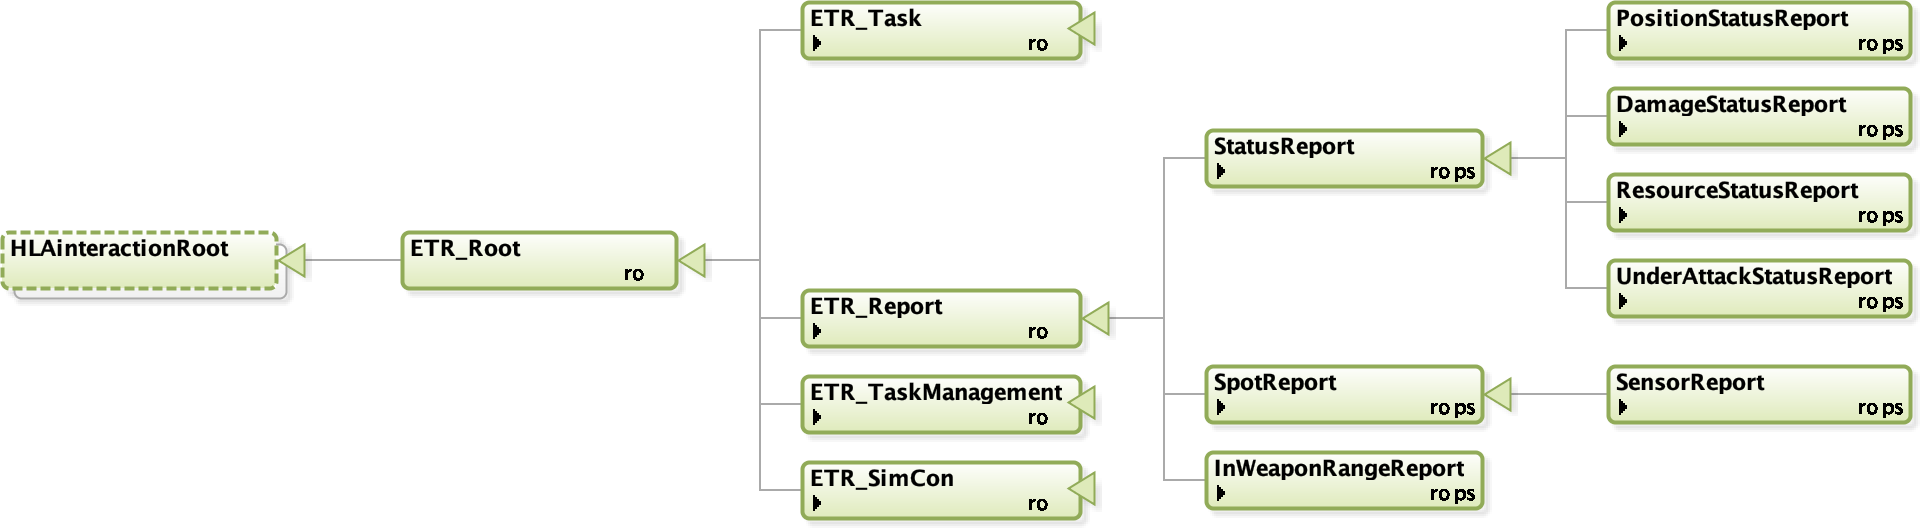 HLAinteractionRoot
ETR_Root
ro
ETR_Task
ro
ETR_Report
ro
ETR_TaskManagement
ro
ETR_SimCon
ro
StatusReport
ro ps
SpotReport
ro ps
InWeaponRangeReport
ro ps
PositionStatusReport
ro ps
DamageStatusReport
ro ps
ResourceStatusReport
ro ps
UnderAttackStatusReport
ro ps
SensorReport
ro ps